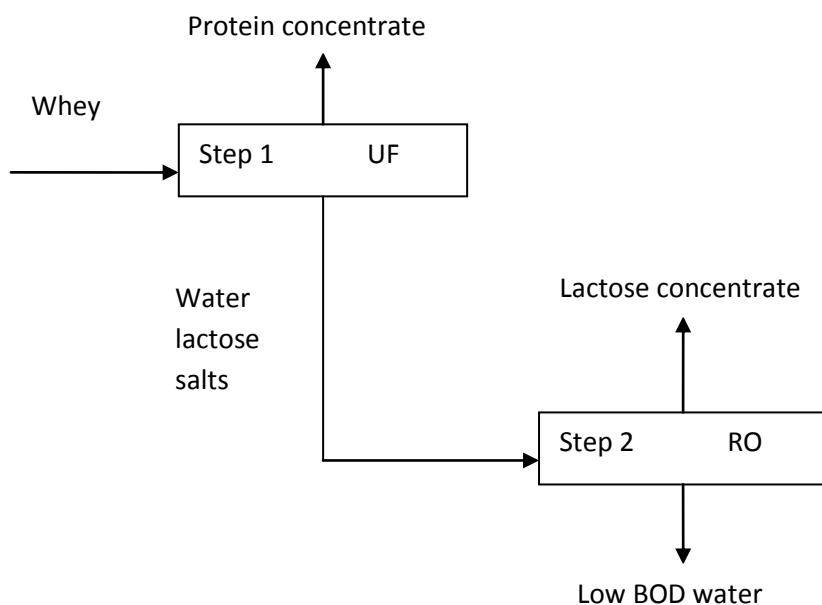 Protein concentrate
Whey
Step 1 UF
Water
lactose
salts
Lactose concentrate
Step 2 RO
Low BOD water